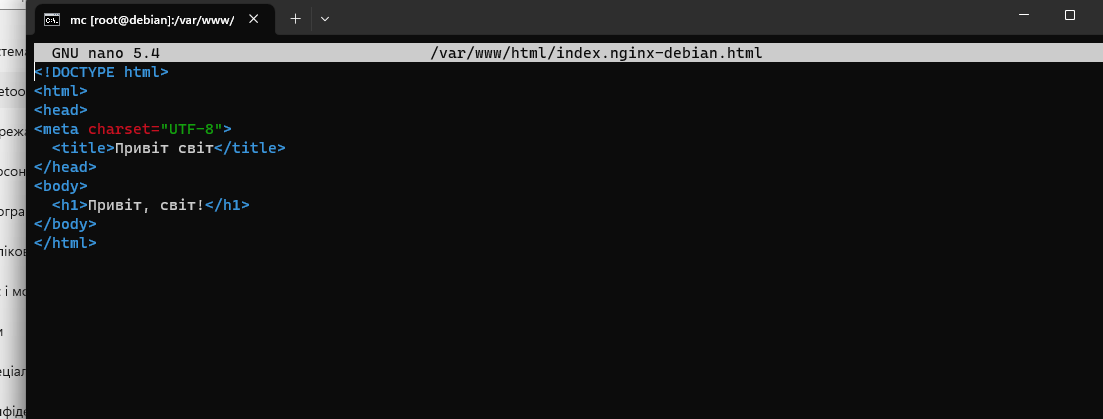 mc [root@debian]:/var/www/
GNU nano 5.4 /var/www/html/index.nginx-debian.html
<!DOCTYPE html>
<html>
<head>
<meta charset="UTF-8">
  <title>Привіт світ</title>
</head>
<body>
  <h1>Привіт, світ!</h1>
</body>
</html>